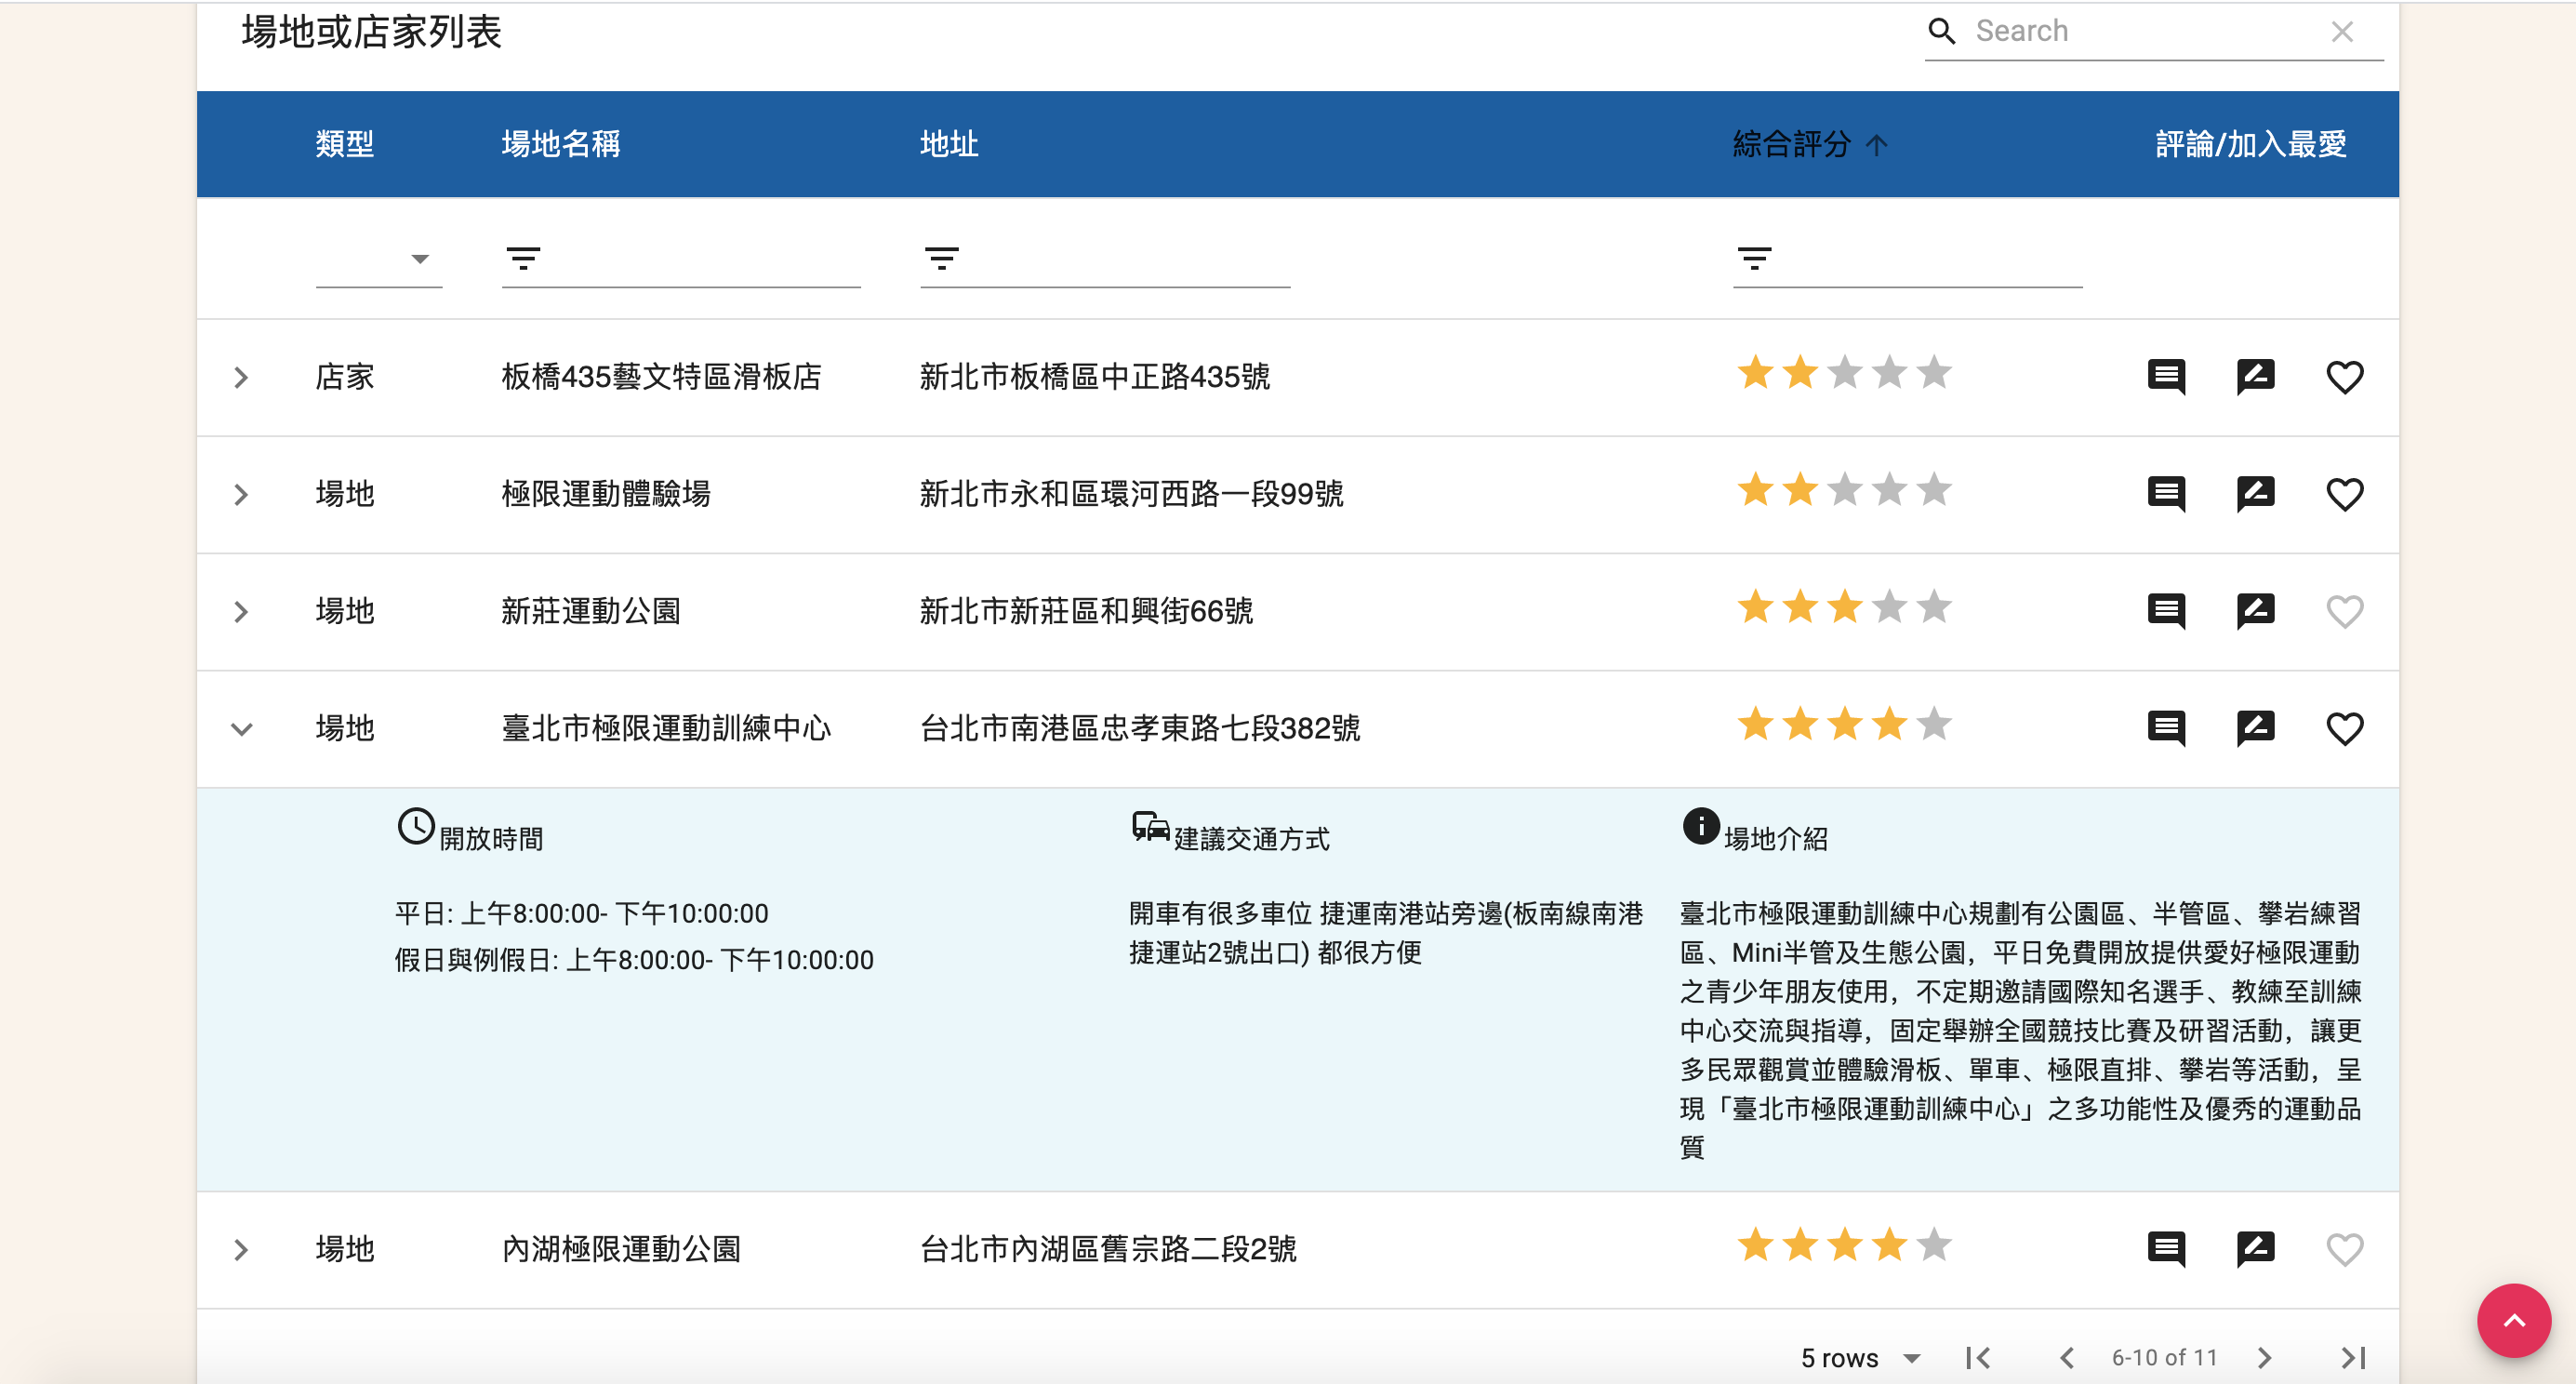 場地或店家列表
Search
類型 場地名稱 地址 綜合評分 評論/加入最愛
店家 板橋435藝文特區滑板店 新北市板橋區中正路435號
場地 極限運動體驗場 新北市永和區環河西路一段99號
場地 新莊運動公園 新北市新莊區和興街66號
場地 臺北市極限運動訓練中心 台北市南港區忠孝東路七段382號
開放時間
平日: 上午8:00:00- 下午10:00:00
假日與例假日: 上午8:00:00- 下午10:00:00
建議交通方式
開車有很多車位 捷運南港站旁邊(板南線南港
捷運站2號出口) 都很方便
場地介紹
臺北市極限運動訓練中心規劃有公園區、半管區、攀岩練習
區、Mini半管及生態公園，平日免費開放提供愛好極限運動
之青少年朋友使用，不定期邀請國際知名選手、教練至訓練
中心交流與指導，固定舉辦全國競技比賽及研習活動，讓更
多民眾觀賞並體驗滑板、單車、極限直排、攀岩等活動，呈
現「臺北市極限運動訓練中心」之多功能性及優秀的運動品
質
場地 內湖極限運動公園 台北市內湖區舊宗路二段2號
5 rows 6-10 of 11